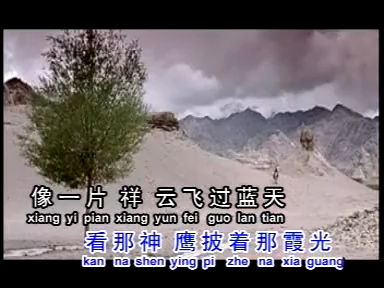 像一片 祥 云飞过蓝天
xiang yi pian xiang yun fei guo lan tian
看那神 鹰披着那霞光
kan na shen ying pi zhe na xia guang